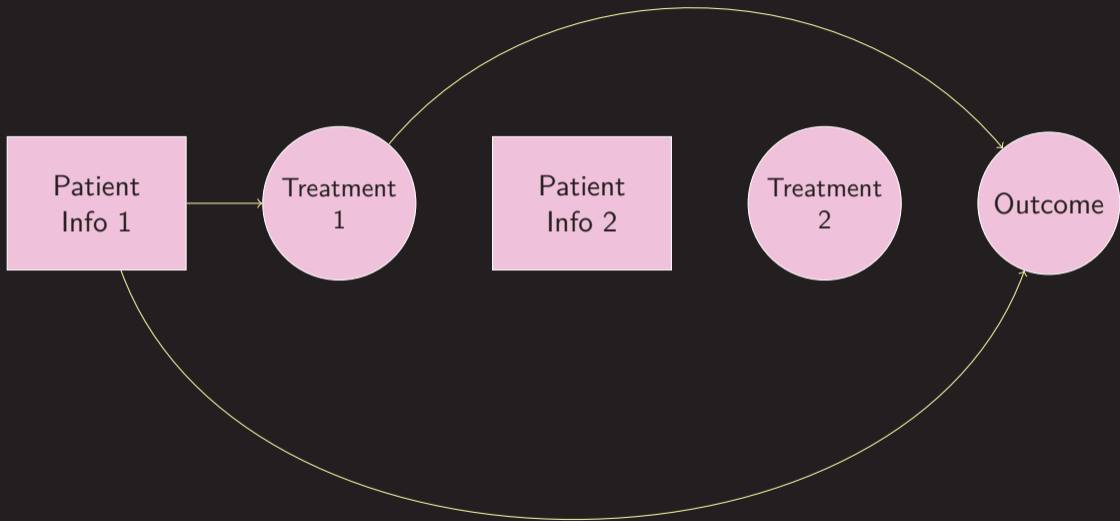 Patient
Info 1
Treatment
1
Patient
Info 2
Treatment
2
Outcome